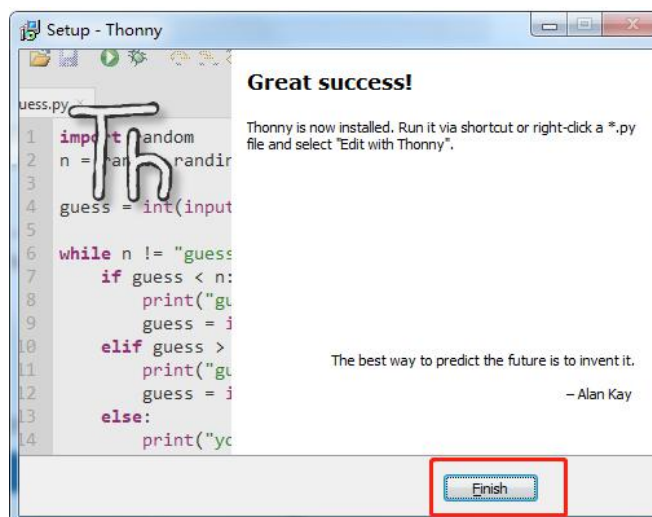 Setup - Thonny
uess.py ×
Th
Great success!
Thonny is now installed. Run it via shortcut or right-click a *.py
file and select "Edit with Thonny".
1 import random
2 n =
3
4 guess = int(input
5
6 while n != "guess
7 if guess < n:
8 print("gu
9 guess = i
10 elif guess >
11 print("gu
12 guess = i
13 else:
14 print("yo
The best way to predict the future is to invent it.
– Alan Kay
Finish